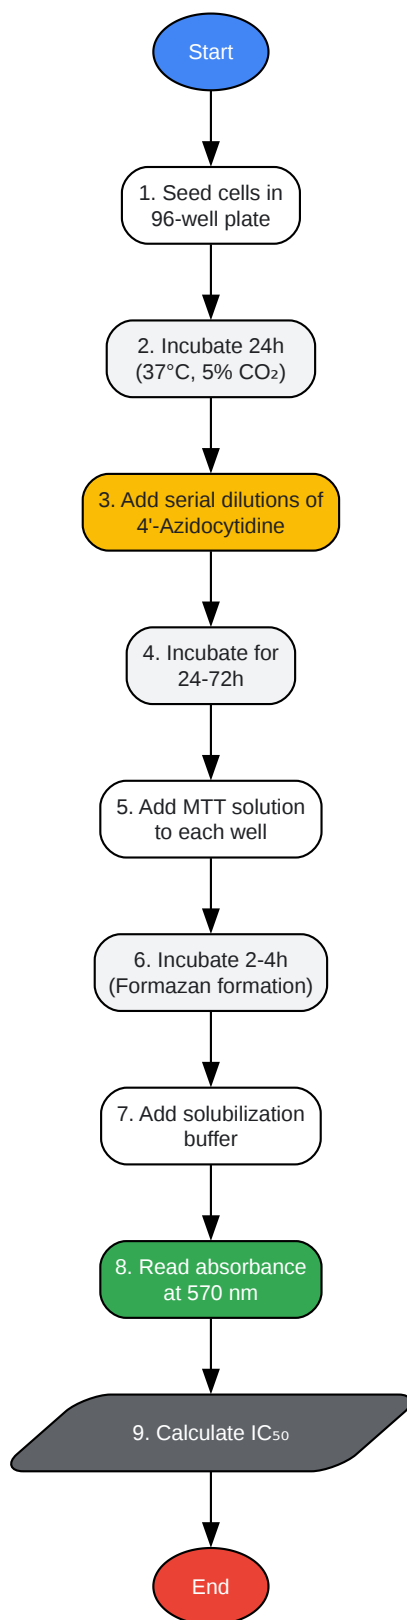 Start
1. Seed cells in
96-well plate
2. Incubate 24h
(37°C, 5% CO₂)
3. Add serial dilutions of
4'-Azidocytidine
4. Incubate for
24-72h
5. Add MTT solution
to each well
6. Incubate 2-4h
(Formazan formation)
7. Add solubilization
buffer
8. Read absorbance
at 570 nm
9. Calculate IC₅₀
End